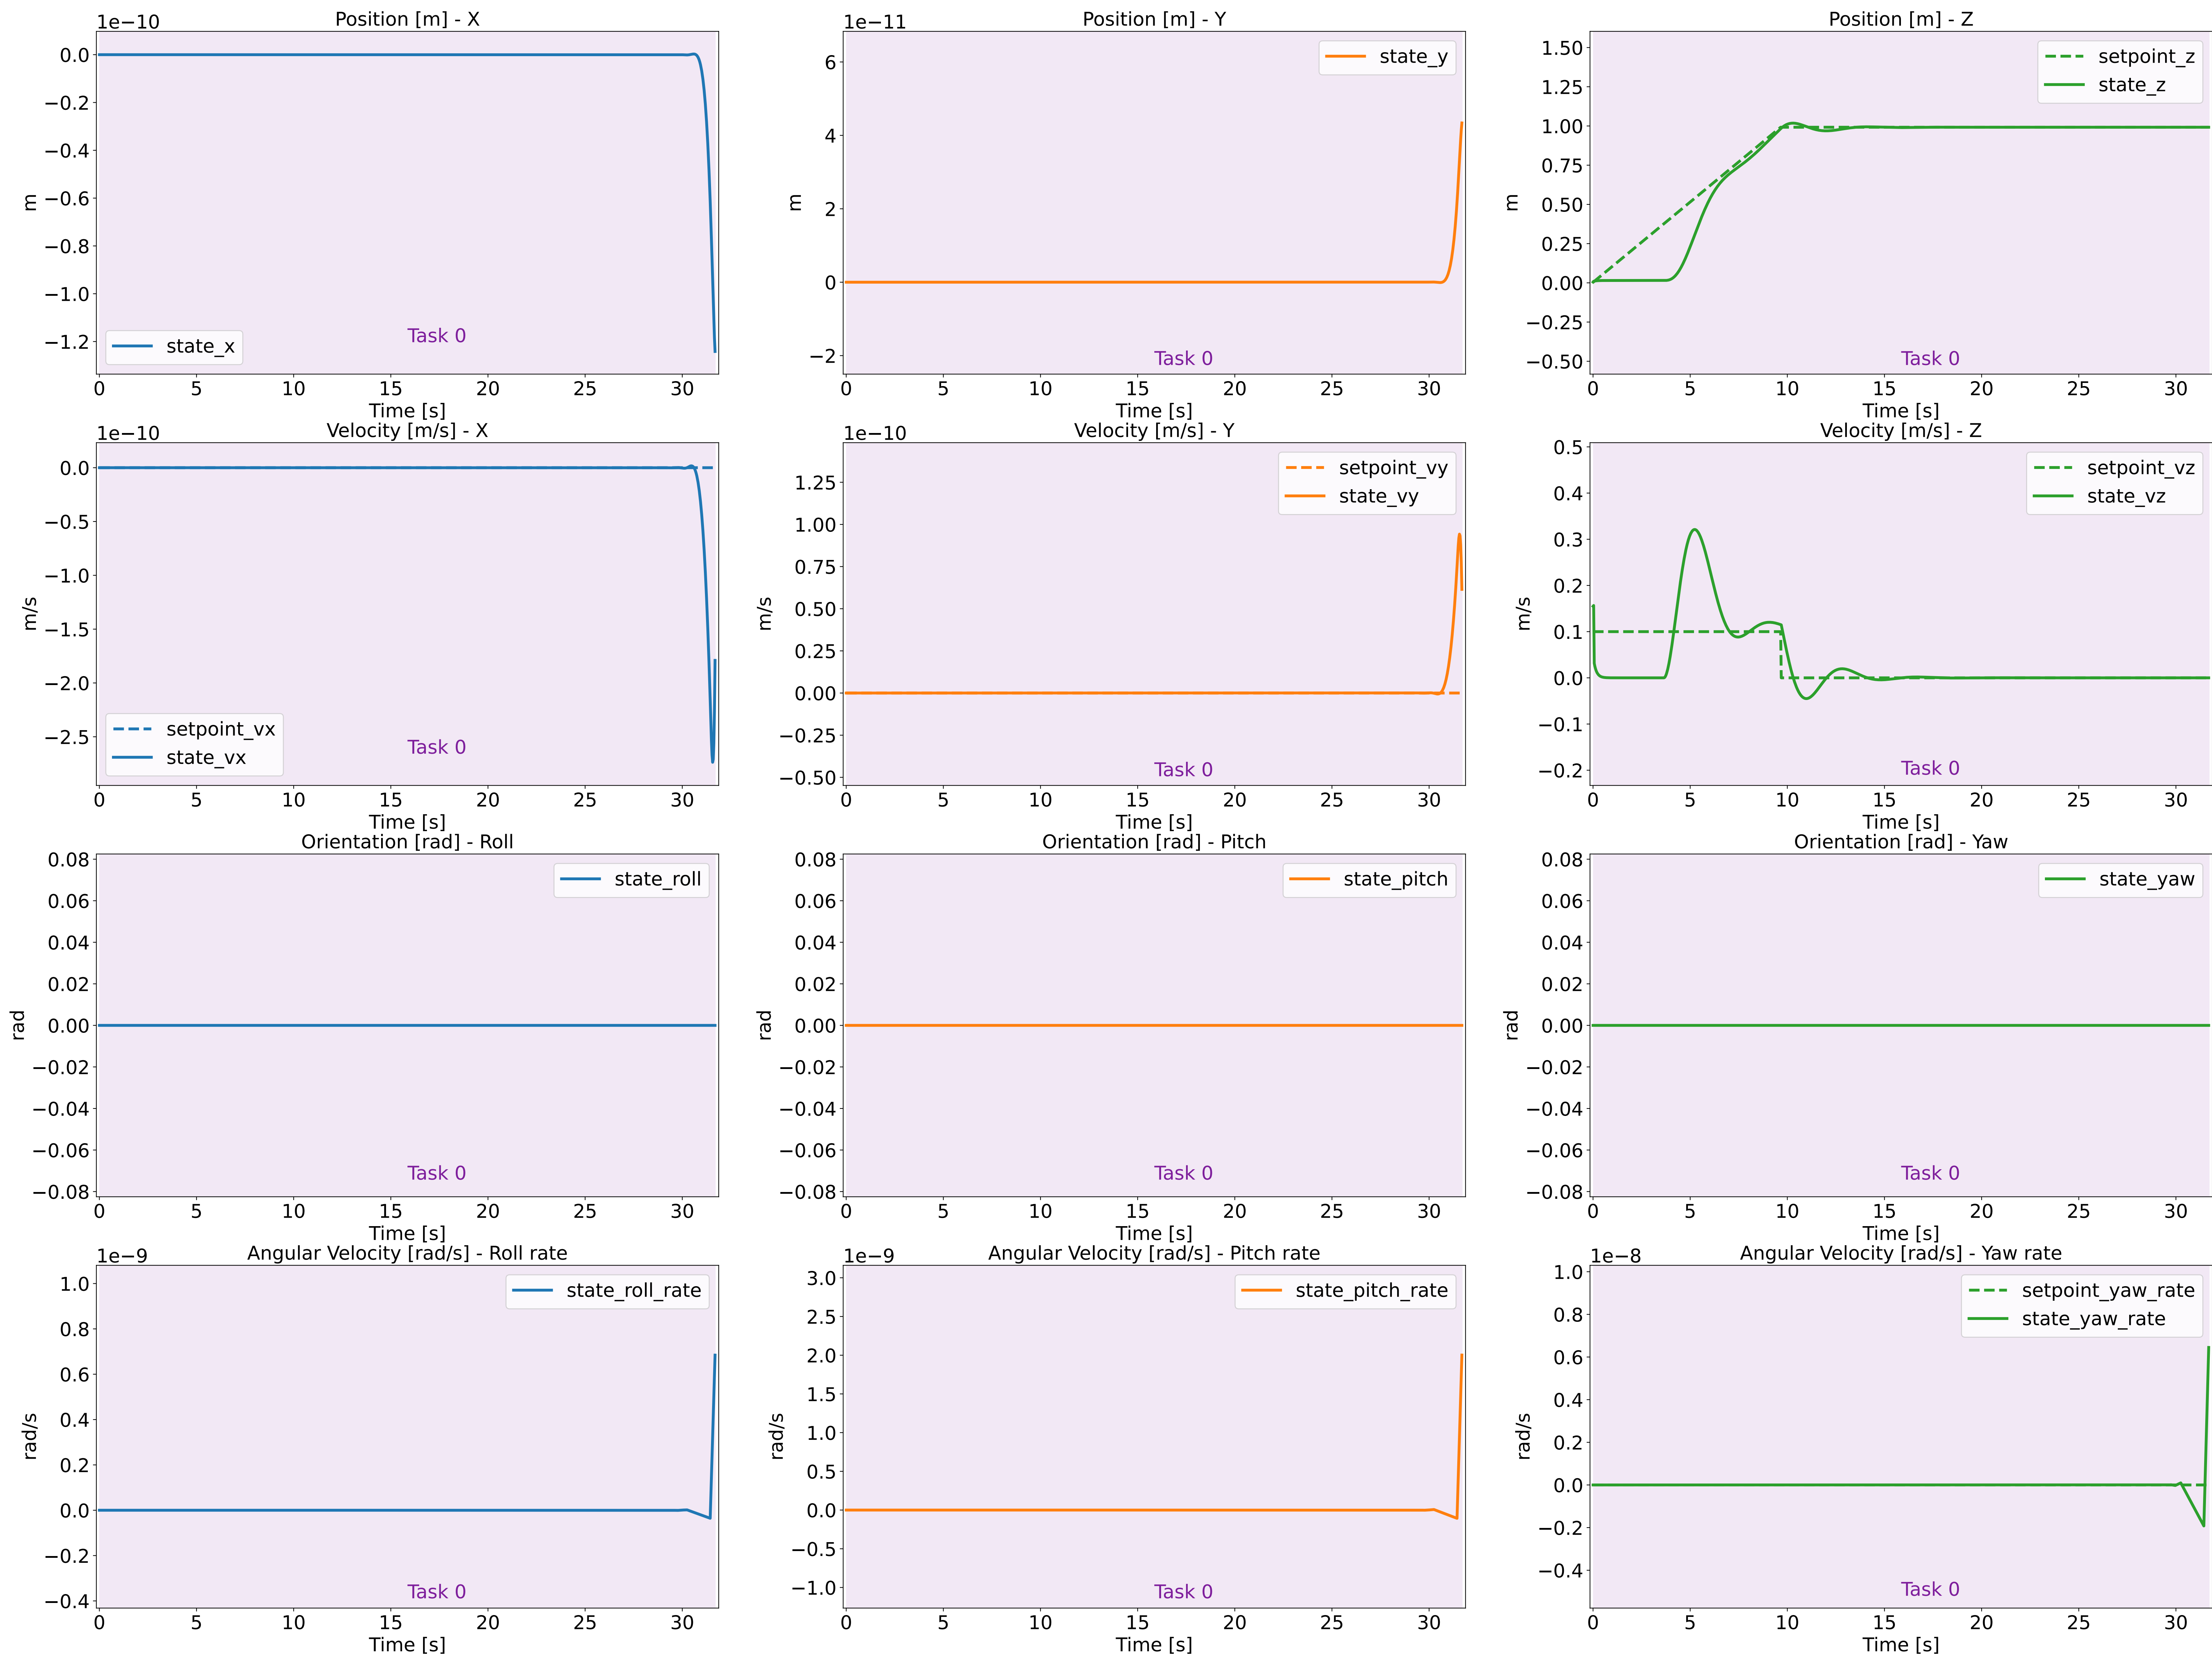 Position [m] - X
1e−10
0.0
−0.2
−0.4
−0.6
−0.8
−1.0
−1.2
m
state_x
Task 0
0 5 10 15 20 25 30
Time [s]
Position [m] - Y
1e−11
6
4
2
0
−2
m
state_y
Task 0
0 5 10 15 20 25 30
Time [s]
Position [m] - Z
1.50
1.25
1.00
0.75
0.50
0.25
0.00
−0.25
−0.50
m
setpoint_z
state_z
Task 0
0 5 10 15 20 25 30
Time [s]
Velocity [m/s] - X
1e−10
0.0
−0.5
−1.0
−1.5
−2.0
−2.5
m/s
setpoint_vx
state_vx
Task 0
0 5 10 15 20 25 30
Time [s]
Velocity [m/s] - Y
1e−10
1.25
1.00
0.75
0.50
0.25
0.00
−0.25
−0.50
m/s
setpoint_vy
state_vy
Task 0
0 5 10 15 20 25 30
Time [s]
Velocity [m/s] - Z
0.5
0.4
0.3
0.2
0.1
0.0
−0.1
−0.2
m/s
setpoint_vz
state_vz
Task 0
0 5 10 15 20 25 30
Time [s]
Orientation [rad] - Roll
0.08
0.06
0.04
0.02
0.00
−0.02
−0.04
−0.06
−0.08
rad
state_roll
Task 0
0 5 10 15 20 25 30
Time [s]
Orientation [rad] - Pitch
0.08
0.06
0.04
0.02
0.00
−0.02
−0.04
−0.06
−0.08
rad
state_pitch
Task 0
0 5 10 15 20 25 30
Time [s]
Orientation [rad] - Yaw
0.08
0.06
0.04
0.02
0.00
−0.02
−0.04
−0.06
−0.08
rad
state_yaw
Task 0
0 5 10 15 20 25 30
Time [s]
Angular Velocity [rad/s] - Roll rate
1e−9
1.0
0.8
0.6
0.4
0.2
0.0
−0.2
−0.4
rad/s
state_roll_rate
Task 0
0 5 10 15 20 25 30
Time [s]
Angular Velocity [rad/s] - Pitch rate
1e−9
3.0
2.5
2.0
1.5
1.0
0.5
0.0
−0.5
−1.0
rad/s
state_pitch_rate
Task 0
0 5 10 15 20 25 30
Time [s]
Angular Velocity [rad/s] - Yaw rate
1e−8
1.0
0.8
0.6
0.4
0.2
0.0
−0.2
−0.4
rad/s
setpoint_yaw_rate
state_yaw_rate
Task 0
0 5 10 15 20 25 30
Time [s]